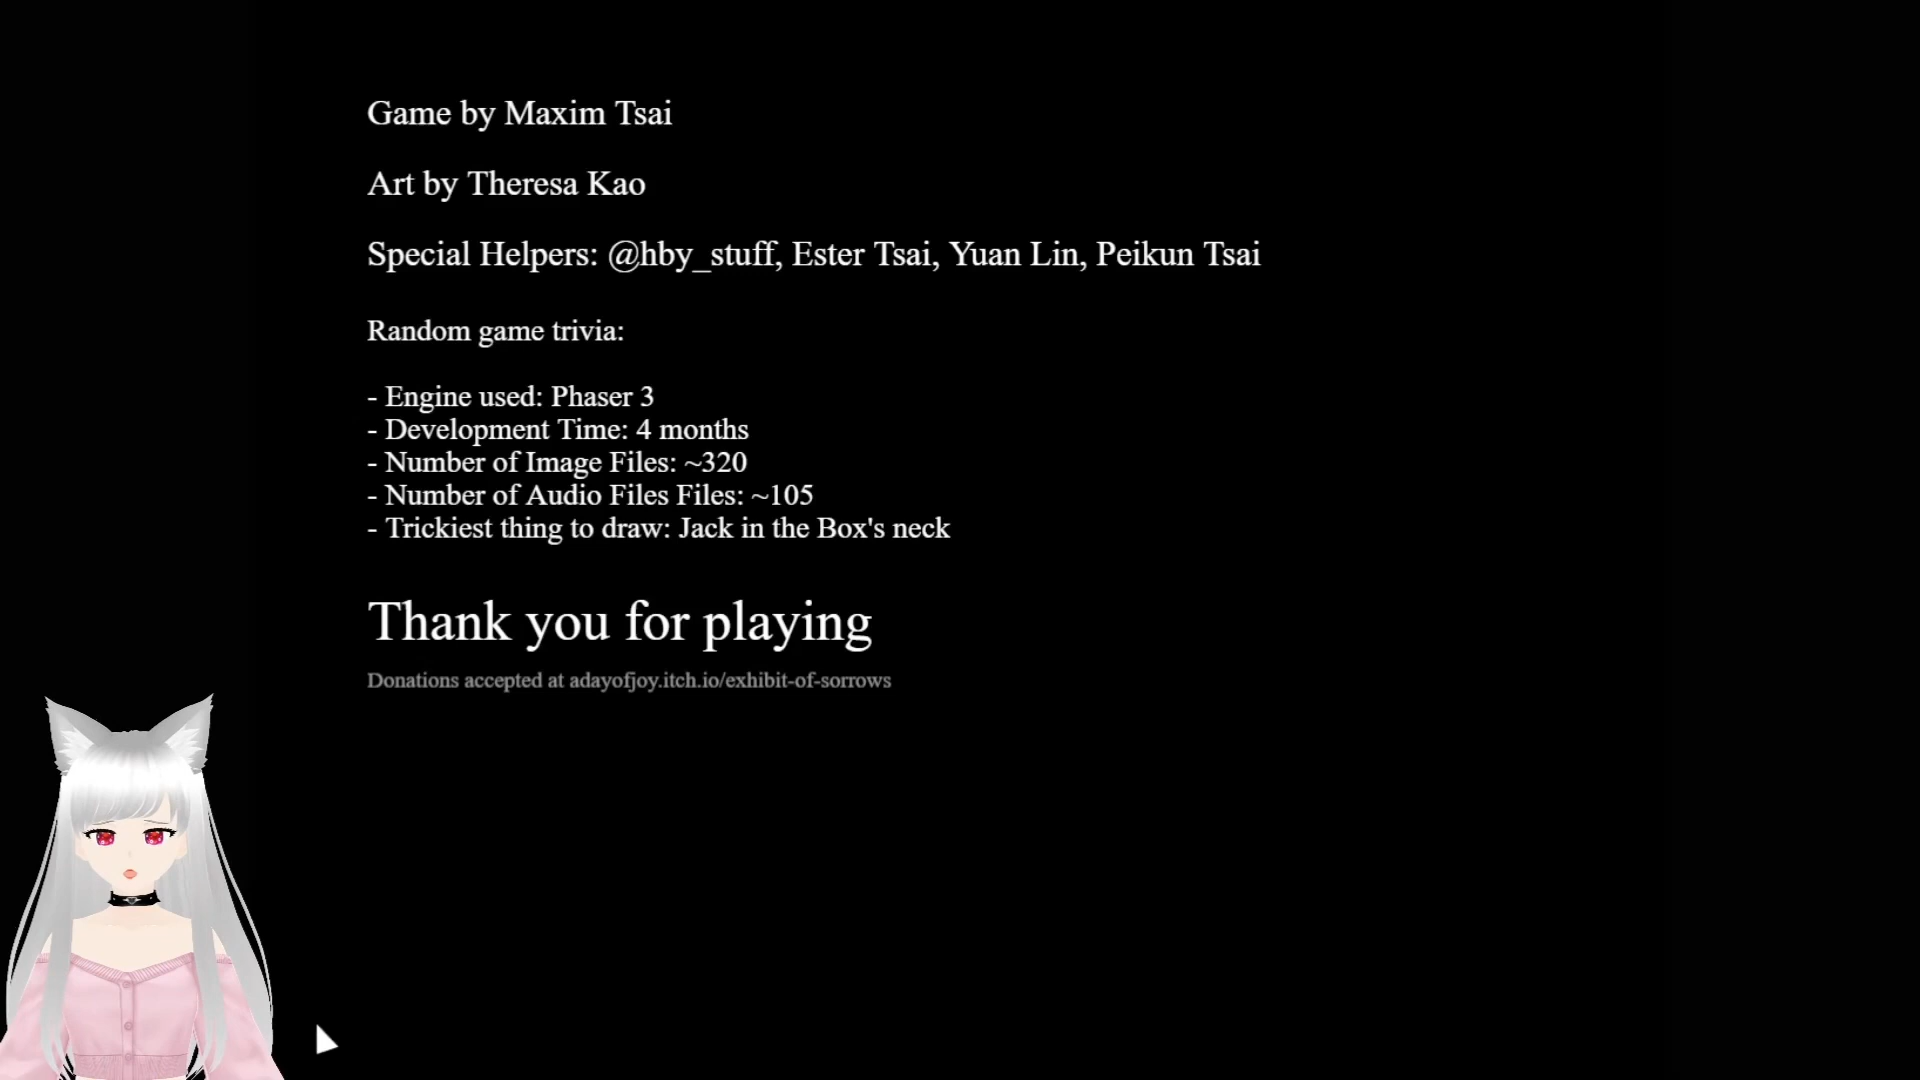 Game by Maxim Tsai
Art by Theresa Kao
Special Helpers: @hby_stuff, Ester Tsai, Yuan Lin, Peikun Tsai
Random game trivia:
- Engine used: Phaser 3
- Development Time: 4 months
- Number of Image Files: ~320
- Number of Audio Files Files: ~105
- Trickiest thing to draw: Jack in the Box's neck
Thank you for playing
Donations accepted at adayofjoy.itch.io/exhibit-of-sorrows